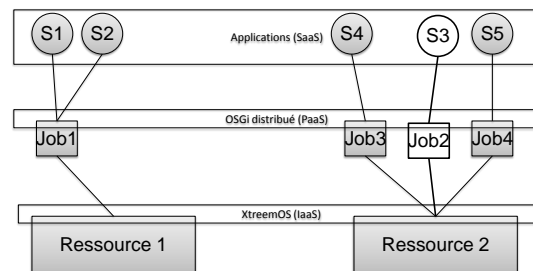 S1 S2 Applications (SaaS) S4 S3 S5
OSGi distribué (PaaS)
Job1 Job3 Job2 Job4
XtreemOS (IaaS)
Ressource 1 Ressource 2